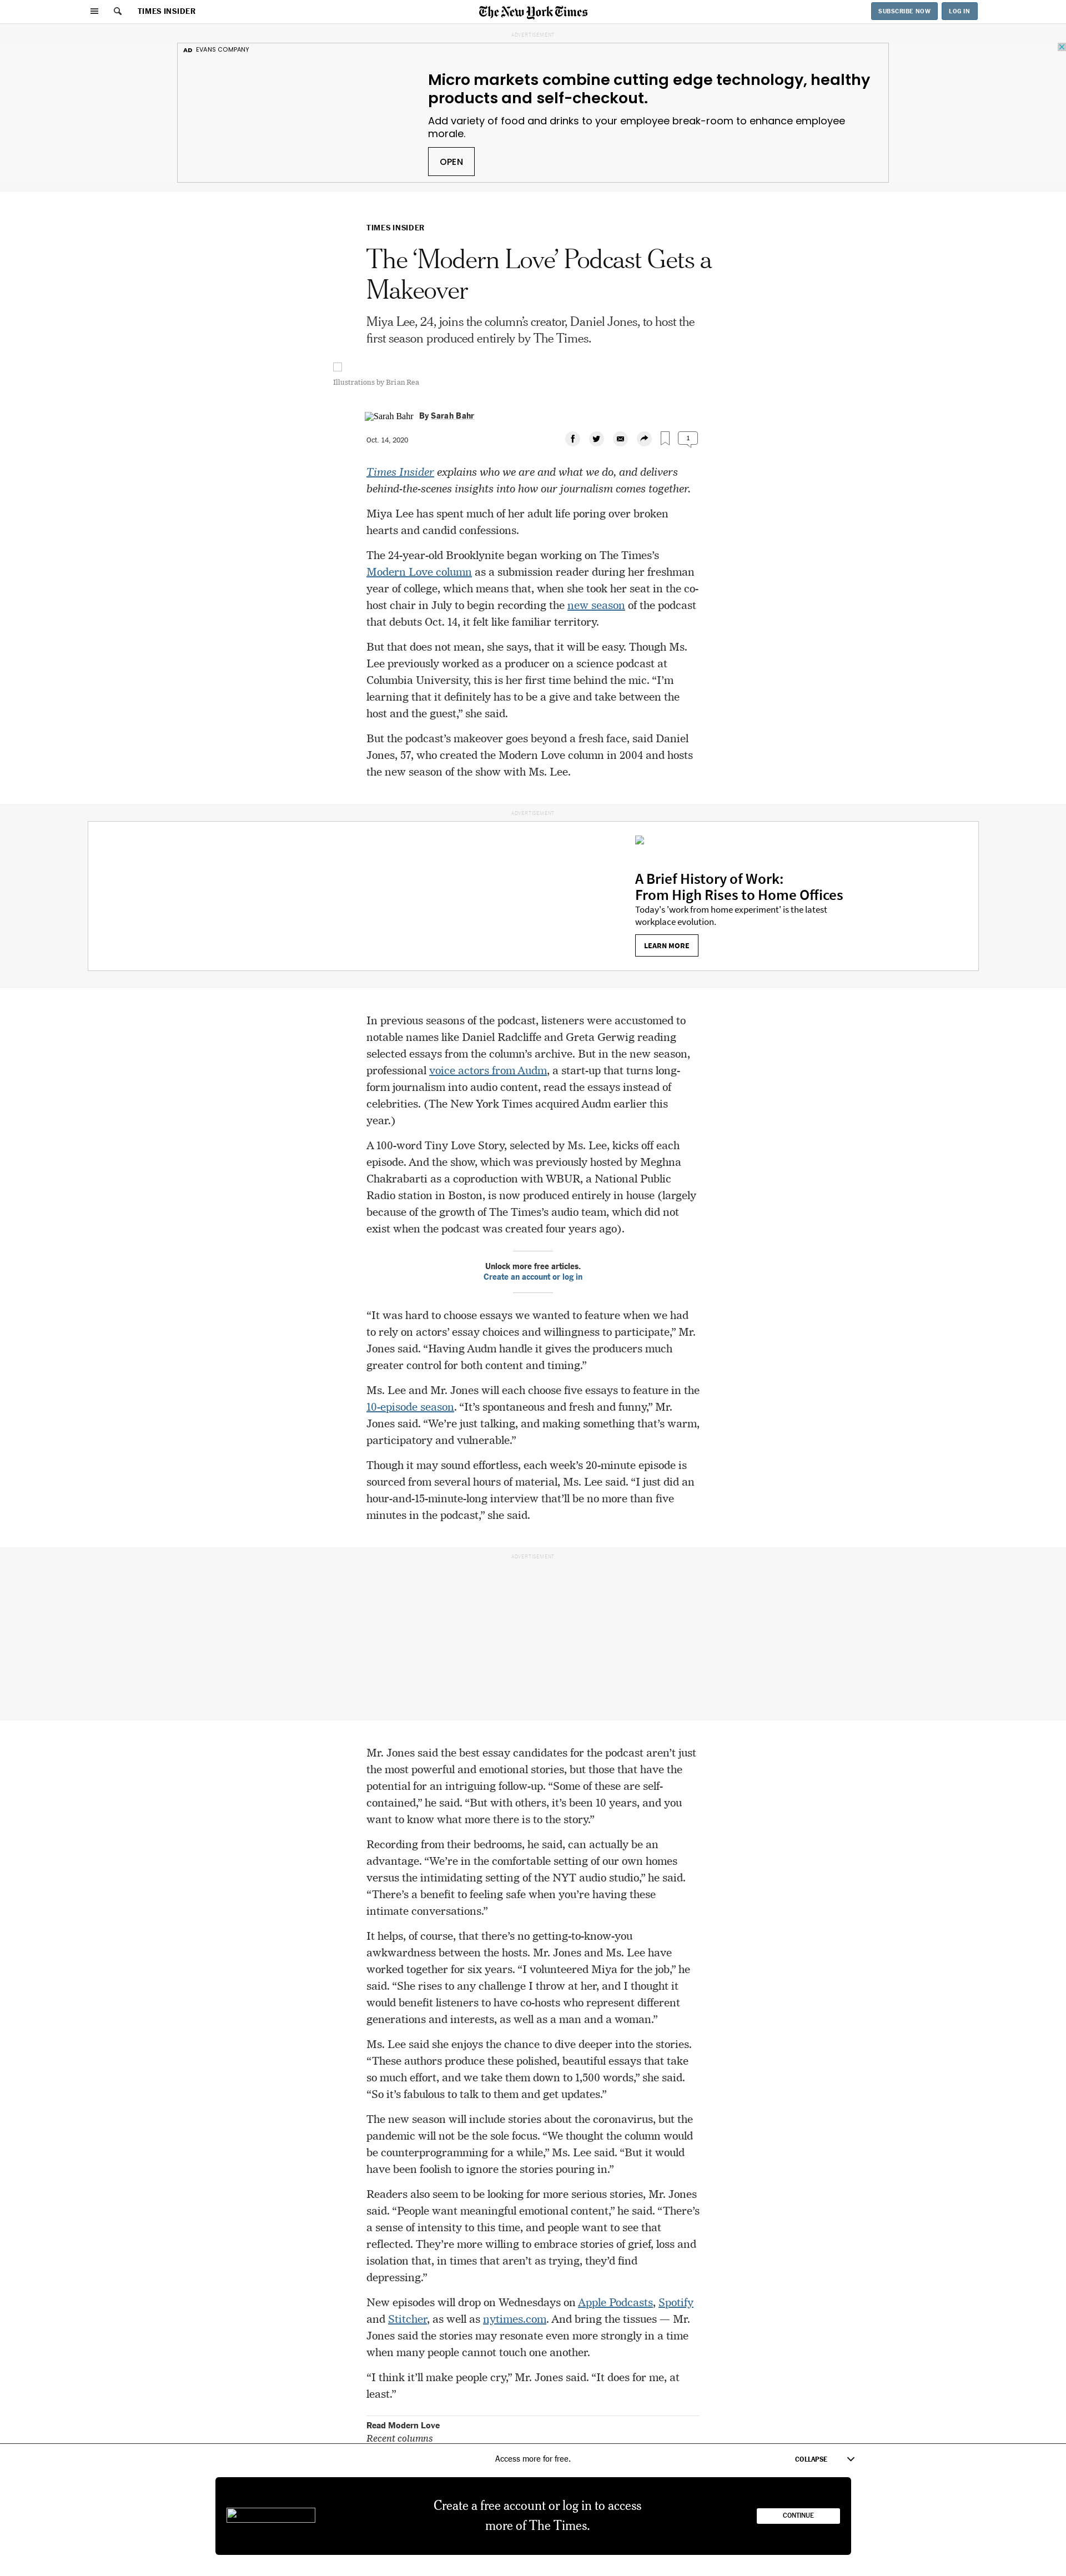 TIMES INSIDER
The New York Times
SUBSCRIBE NOW
LOG IN
ADVERTISEMENT
AD EVANS COMPANY
Micro markets combine cutting edge technology, healthy
products and self-checkout.
Add variety of food and drinks to your employee break-room to enhance employee
morale.
OPEN
TIMES INSIDER
The ‘Modern Love’ Podcast Gets a
Makeover
Miya Lee, 24, joins the column’s creator, Daniel Jones, to host the
first season produced entirely by The Times.
Illustrations by Brian Rea
Sarah Bahr
By Sarah Bahr
Oct. 14, 2020
1
Times Insider explains who we are and what we do, and delivers
behind-the-scenes insights into how our journalism comes together.
Miya Lee has spent much of her adult life poring over broken
hearts and candid confessions.
The 24-year-old Brooklynite began working on The Times’s
Modern Love column as a submission reader during her freshman
year of college, which means that, when she took her seat in the co-
host chair in July to begin recording the new season of the podcast
that debuts Oct. 14, it felt like familiar territory.
But that does not mean, she says, that it will be easy. Though Ms.
Lee previously worked as a producer on a science podcast at
Columbia University, this is her first time behind the mic. “I’m
learning that it definitely has to be a give and take between the
host and the guest,” she said.
But the podcast’s makeover goes beyond a fresh face, said Daniel
Jones, 57, who created the Modern Love column in 2004 and hosts
the new season of the show with Ms. Lee.
ADVERTISEMENT
A Brief History of Work:
From High Rises to Home Offices
Today's 'work from home experiment' is the latest
workplace evolution.
LEARN MORE
In previous seasons of the podcast, listeners were accustomed to
notable names like Daniel Radcliffe and Greta Gerwig reading
selected essays from the column’s archive. But in the new season,
professional voice actors from Audm, a start-up that turns long-
form journalism into audio content, read the essays instead of
celebrities. (The New York Times acquired Audm earlier this
year.)
A 100-word Tiny Love Story, selected by Ms. Lee, kicks off each
episode. And the show, which was previously hosted by Meghna
Chakrabarti as a coproduction with WBUR, a National Public
Radio station in Boston, is now produced entirely in house (largely
because of the growth of The Times’s audio team, which did not
exist when the podcast was created four years ago).
Unlock more free articles.
Create an account or log in
“It was hard to choose essays we wanted to feature when we had
to rely on actors’ essay choices and willingness to participate,” Mr.
Jones said. “Having Audm handle it gives the producers much
greater control for both content and timing.”
Ms. Lee and Mr. Jones will each choose five essays to feature in the
10-episode season. “It’s spontaneous and fresh and funny,” Mr.
Jones said. “We’re just talking, and making something that’s warm,
participatory and vulnerable.”
Though it may sound effortless, each week’s 20-minute episode is
sourced from several hours of material, Ms. Lee said. “I just did an
hour-and-15-minute-long interview that’ll be no more than five
minutes in the podcast,” she said.
ADVERTISEMENT
Mr. Jones said the best essay candidates for the podcast aren’t just
the most powerful and emotional stories, but those that have the
potential for an intriguing follow-up. “Some of these are self-
contained,” he said. “But with others, it’s been 10 years, and you
want to know what more there is to the story.”
Recording from their bedrooms, he said, can actually be an
advantage. “We’re in the comfortable setting of our own homes
versus the intimidating setting of the NYT audio studio,” he said.
“There’s a benefit to feeling safe when you’re having these
intimate conversations.”
It helps, of course, that there’s no getting-to-know-you
awkwardness between the hosts. Mr. Jones and Ms. Lee have
worked together for six years. “I volunteered Miya for the job,” he
said. “She rises to any challenge I throw at her, and I thought it
would benefit listeners to have co-hosts who represent different
generations and interests, as well as a man and a woman.”
Ms. Lee said she enjoys the chance to dive deeper into the stories.
“These authors produce these polished, beautiful essays that take
so much effort, and we take them down to 1,500 words,” she said.
“So it’s fabulous to talk to them and get updates.”
The new season will include stories about the coronavirus, but the
pandemic will not be the sole focus. “We thought the column would
be counterprogramming for a while,” Ms. Lee said. “But it would
have been foolish to ignore the stories pouring in.”
Readers also seem to be looking for more serious stories, Mr. Jones
said. “People want meaningful emotional content,” he said. “There’s
a sense of intensity to this time, and people want to see that
reflected. They’re more willing to embrace stories of grief, loss and
isolation that, in times that aren’t as trying, they’d find
depressing.”
New episodes will drop on Wednesdays on Apple Podcasts, Spotify
and Stitcher, as well as nytimes.com. And bring the tissues — Mr.
Jones said the stories may resonate even more strongly in a time
when many people cannot touch one another.
“I think it’ll make people cry,” Mr. Jones said. “It does for me, at
least.”
Read Modern Love
Recent columns
Access more for free.
COLLAPSE
Create a free account or log in to access
more of The Times.
CONTINUE